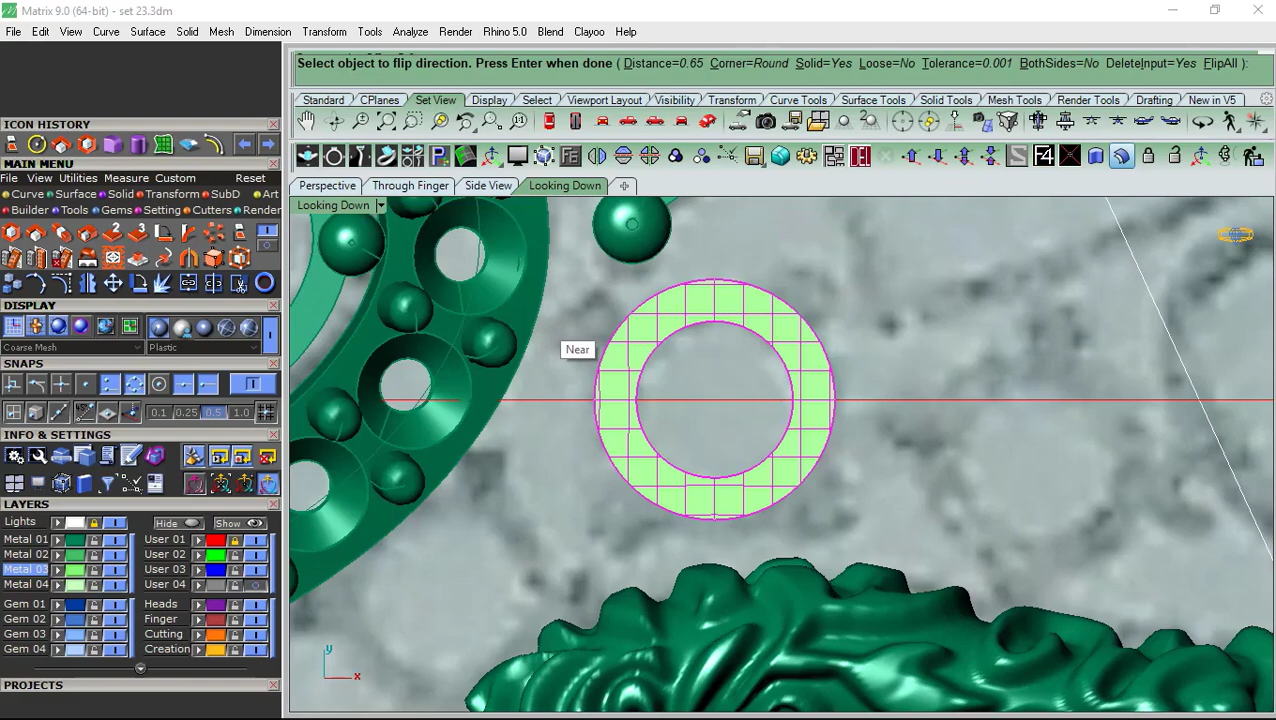 Matrix 9.0 (64-bit) - set 23.3dm
File Edit View Curve Surface Solid Mesh Dimension Transform Tools Analyze Render Rhino 5.0 Blend Clayoo Help
Select object to flip direction. Press Enter when done ( Distance=0.65 Corner=Round Solid=Yes Loose=No Tolerance=0.001 BothSides=No DeleteInput=Yes FlipAll ):
Standard CPlanes Set View Display Select Viewport Layout Visibility Transform Curve Tools Surface Tools Solid Tools Mesh Tools Render Tools Drafting New in V5
ICON HISTORY
MAIN MENU
File View Utilities Measure Custom Reset
Curve Surface Solid Transform SubD Art
Builder Tools Gems Setting Cutters Render
Perspective Through Finger Side View Looking Down
Looking Down
Near
DISPLAY
Coarse Mesh Plastic
SNAPS
0.1 0.25 0.5 1.0
INFO & SETTINGS
F4
LAYERS
Lights Hide Show
Metal 01 User 01
Metal 02 User 02
Metal 03 User 03
Metal 04 User 04
Gem 01 Heads
Gem 02 Finger
Gem 03 Cutting
Gem 04 Creation
PROJECTS
y
x